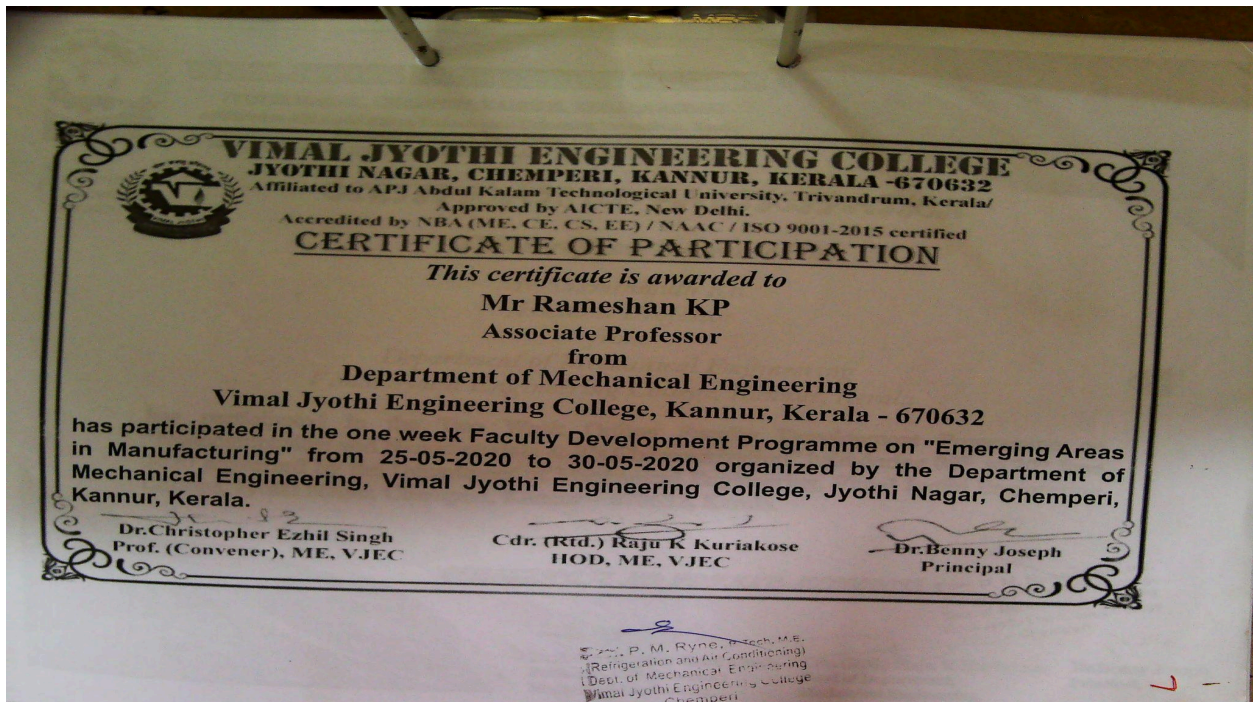 VIMAL JYOTHI ENGINEERING COLLEGE
JYOTHI NAGAR, CHEMPERI, KANNUR, KERALA -670632
Affiliated to APJ Abdul Kalam Technological University, Trivandrum, Kerala/
Approved by AICTE, New Delhi.
Accredited by NBA (ME, CE, CS, EE) / NAAC / ISO 9001-2015 certified
CERTIFICATE OF PARTICIPATION
This certificate is awarded to
Mr Rameshan KP
Associate Professor
from
Department of Mechanical Engineering
Vimal Jyothi Engineering College, Kannur, Kerala - 670632
has participated in the one week Faculty Development Programme on "Emerging Areas
in Manufacturing" from 25-05-2020 to 30-05-2020 organized by the Department of
Mechanical Engineering, Vimal Jyothi Engineering College, Jyothi Nagar, Chemperi,
Kannur, Kerala.
Dr.Christopher Ezhil Singh
Prof. (Convener), ME, VJEC
Cdr. (Rtd.) Raju K Kuriakose
HOD, ME, VJEC
Dr.Benny Joseph
Principal
P. M. Ryne, Tech, M.E.
(Refrigeration and Air Conditioning)
Dept. of Mechanical Engineering
Vimal Jyothi Engineering College
Chemperi